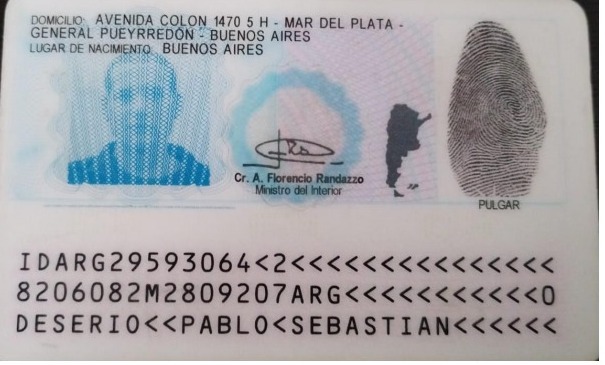 DOMICILIO: AVENIDA COLON 1470 5 H - MAR DEL PLATA -
GENERAL PUEYRREDÓN - BUENOS AIRES
LUGAR DE NACIMIENTO: BUENOS AIRES
Cr. A. Florencio Randazzo
Ministro del Interior
PULGAR
IDARG29593064<2<<<<<<<<<<<<<<<
8206082M2809207ARG<<<<<<<<<<<0
DESERIO<<PABLO<SEBASTIAN<<<<<<